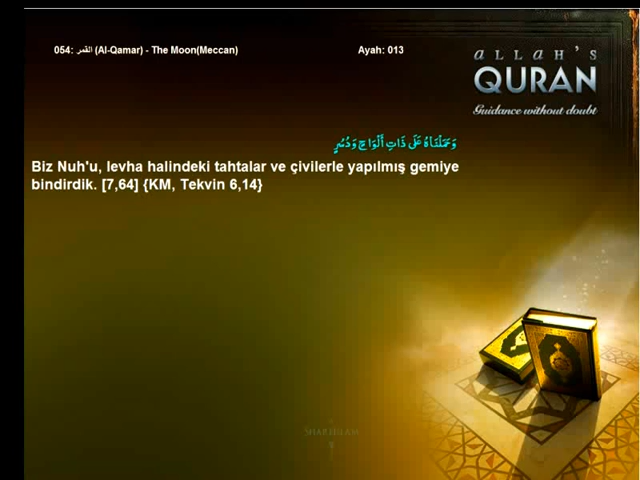 054: القمر (Al-Qamar) - The Moon(Meccan) Ayah: 013
ALLAH'S
QURAN
Guidance without doubt
وَحَمَلْنَاهُ عَلَى ذَاتِ أَلْوَاحٍ وَدُسُرٍ
Biz Nuh'u, levha halindeki tahtalar ve çivilerle yapılmış gemiye
bindirdik. [7,64] {KM, Tekvin 6,14}